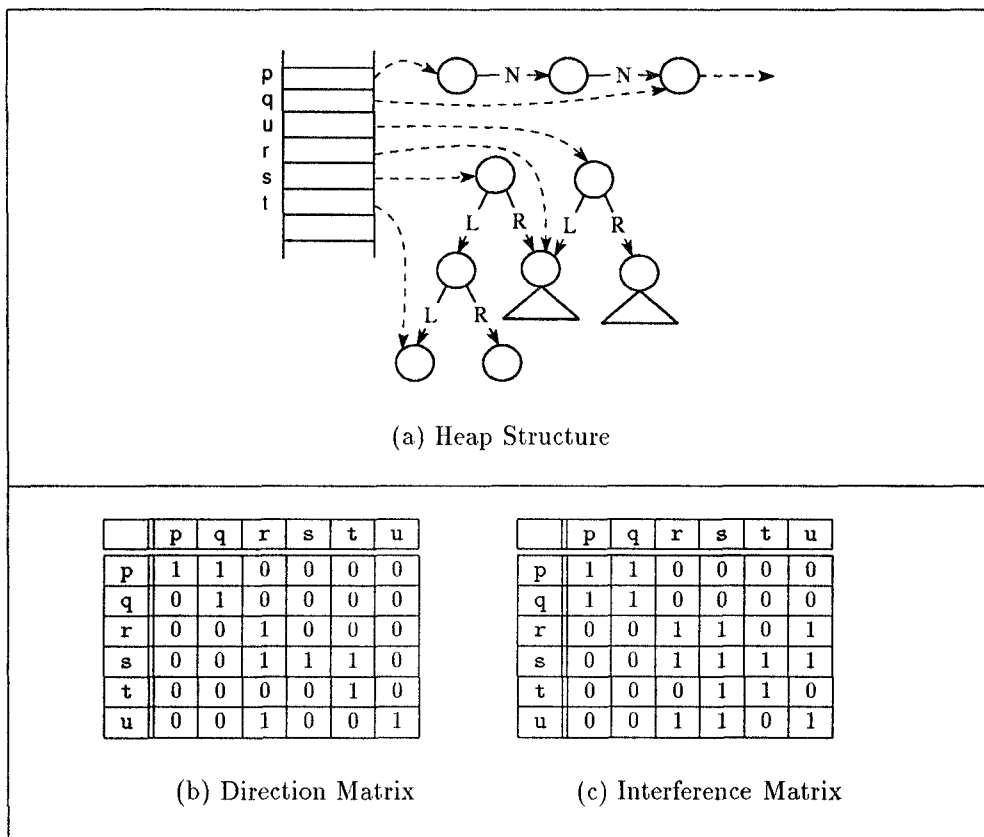 p
q
u
r
s
t
N N
L R L R
L R
(a) Heap Structure
p q r s t u
p 1 1 0 0 0 0
q 0 1 0 0 0 0
r 0 0 1 0 0 0
s 0 0 1 1 1 0
t 0 0 0 0 1 0
u 0 0 1 0 0 1
(b) Direction Matrix
p q r s t u
p 1 1 0 0 0 0
q 1 1 0 0 0 0
r 0 0 1 1 0 1
s 0 0 1 1 1 1
t 0 0 0 1 1 0
u 0 0 1 1 0 1
(c) Interference Matrix